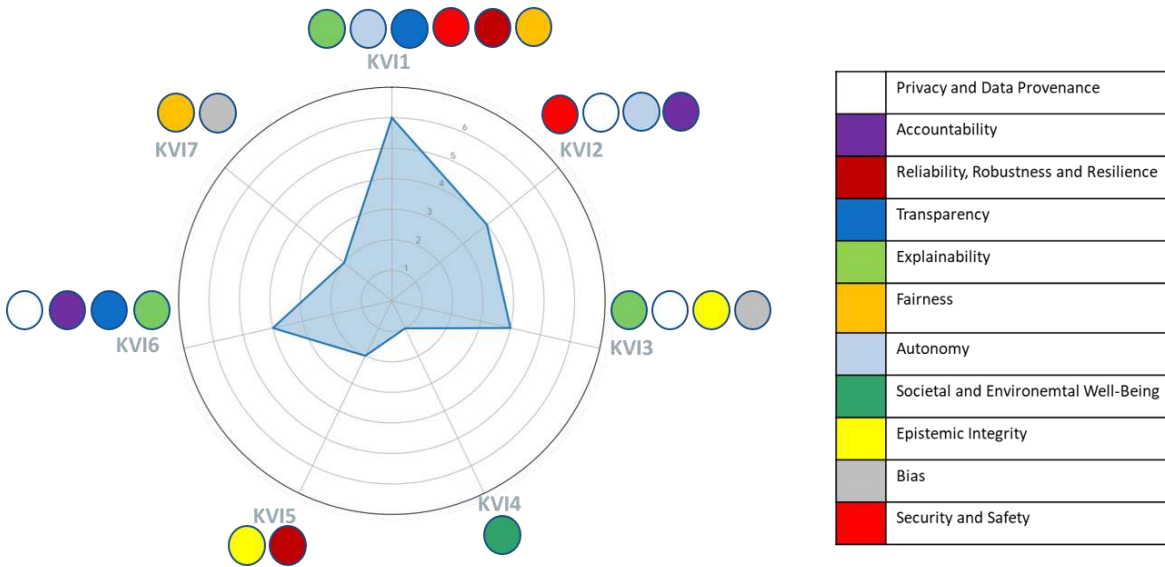 KVI1
KVI2
KVI7
6
5
4
3
2
1
KVI6
KVI3
KVI5
KVI4
Privacy and Data Provenance
Accountability
Reliability, Robustness and Resilience
Transparency
Explainability
Fairness
Autonomy
Societal and Environemtal Well-Being
Epistemic Integrity
Bias
Security and Safety